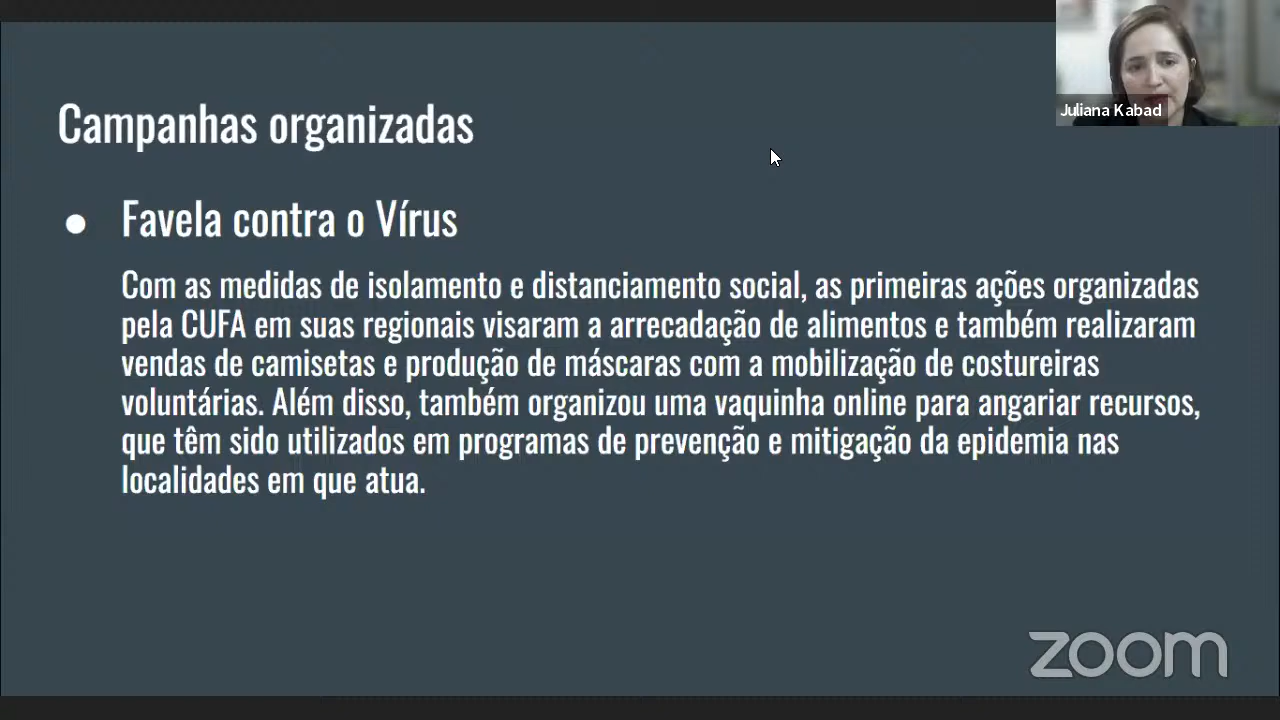 Juliana Kabad
Campanhas organizadas
● Favela contra o Vírus
Com as medidas de isolamento e distanciamento social, as primeiras ações organizadas
pela CUFA em suas regionais visaram a arrecadação de alimentos e também realizaram
vendas de camisetas e produção de máscaras com a mobilização de costureiras
voluntárias. Além disso, também organizou uma vaquinha online para angariar recursos,
que têm sido utilizados em programas de prevenção e mitigação da epidemia nas
localidades em que atua.
zoom